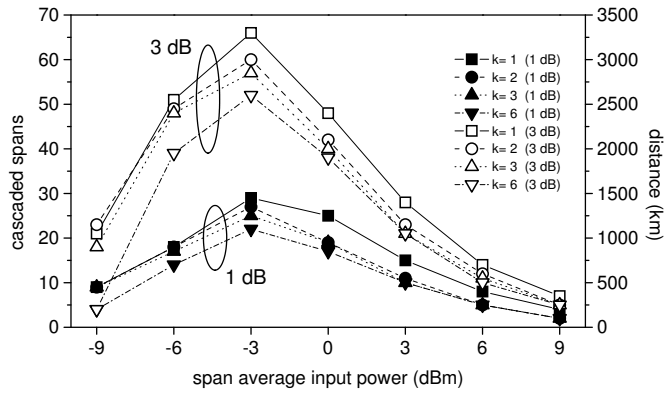 70
60
50
40
30
20
10
0
cascaded spans
3500
3000
2500
2000
1500
1000
500
0
distance (km)
3 dB
1 dB
k= 1 (1 dB)
k= 2 (1 dB)
k= 3 (1 dB)
k= 6 (1 dB)
k= 1 (3 dB)
k= 2 (3 dB)
k= 3 (3 dB)
k= 6 (3 dB)
-9 -6 -3 0 3 6 9
span average input power (dBm)